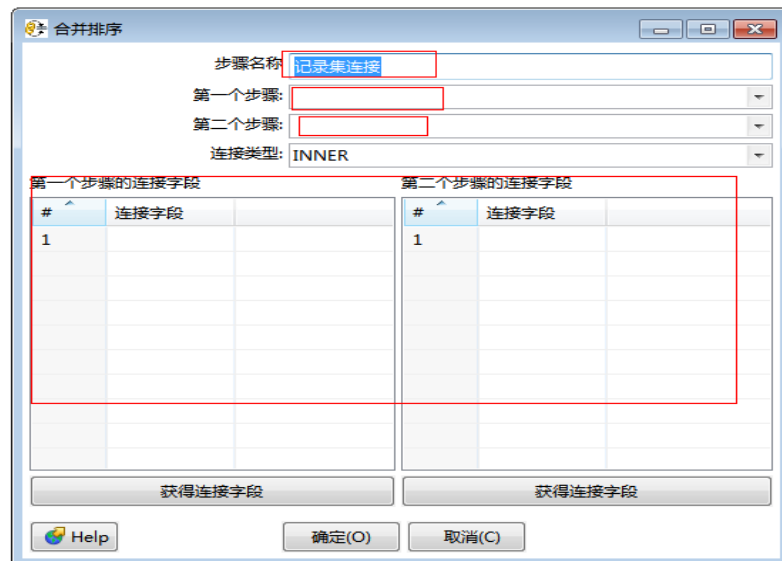 合并排序
步骤名称 记录集连接
第一个步骤:
第二个步骤:
连接类型: INNER
第一个步骤的连接字段 第二个步骤的连接字段
# 连接字段 # 连接字段
1 1
获得连接字段 获得连接字段
Help 确定(O) 取消(C)